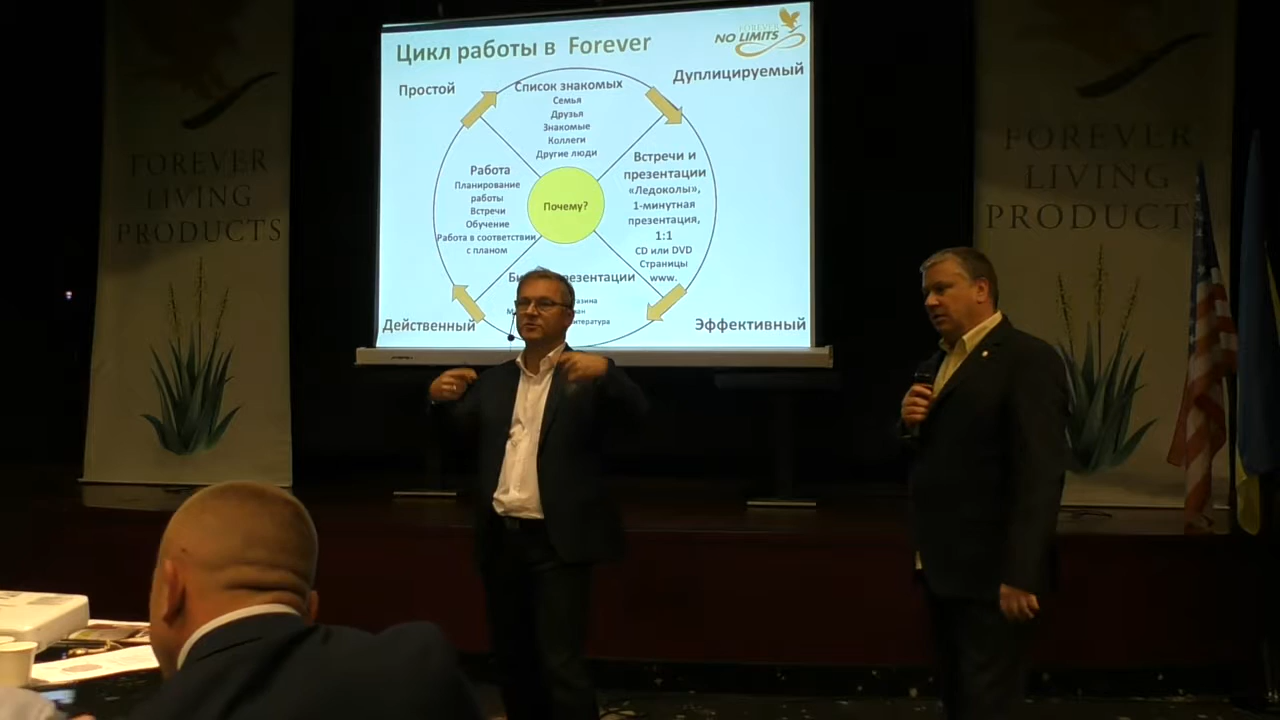 Цикл работы в Forever
FOREVER
NO LIMITS
Простой
Дуплицируемый
Список знакомых
Семья
Друзья
Знакомые
Коллеги
Другие люди
Встречи и
презентации
«Ледоколы»,
1-минутная
презентация,
1:1
CD или DVD
Страницы
www.
Работа
Планирование
работы
Встречи
Обучение
Работа в соответствии
с планом
Почему?
Действенный
Эффективный
FOREVER
LIVING
PRODUCTS
FOREVER
LIVING
PRODUCT